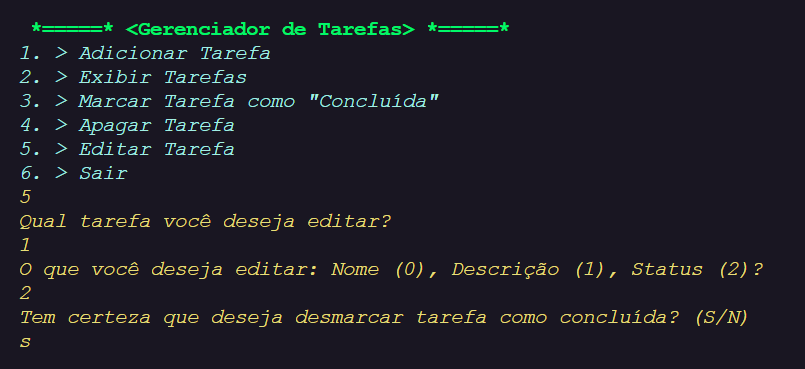 *=====* <Gerenciador de Tarefas> *=====*
1. > Adicionar Tarefa
2. > Exibir Tarefas
3. > Marcar Tarefa como "Concluída"
4. > Apagar Tarefa
5. > Editar Tarefa
6. > Sair
5
Qual tarefa você deseja editar?
1
O que você deseja editar: Nome (0), Descrição (1), Status (2)?
2
Tem certeza que deseja desmarcar tarefa como concluída? (S/N)
s